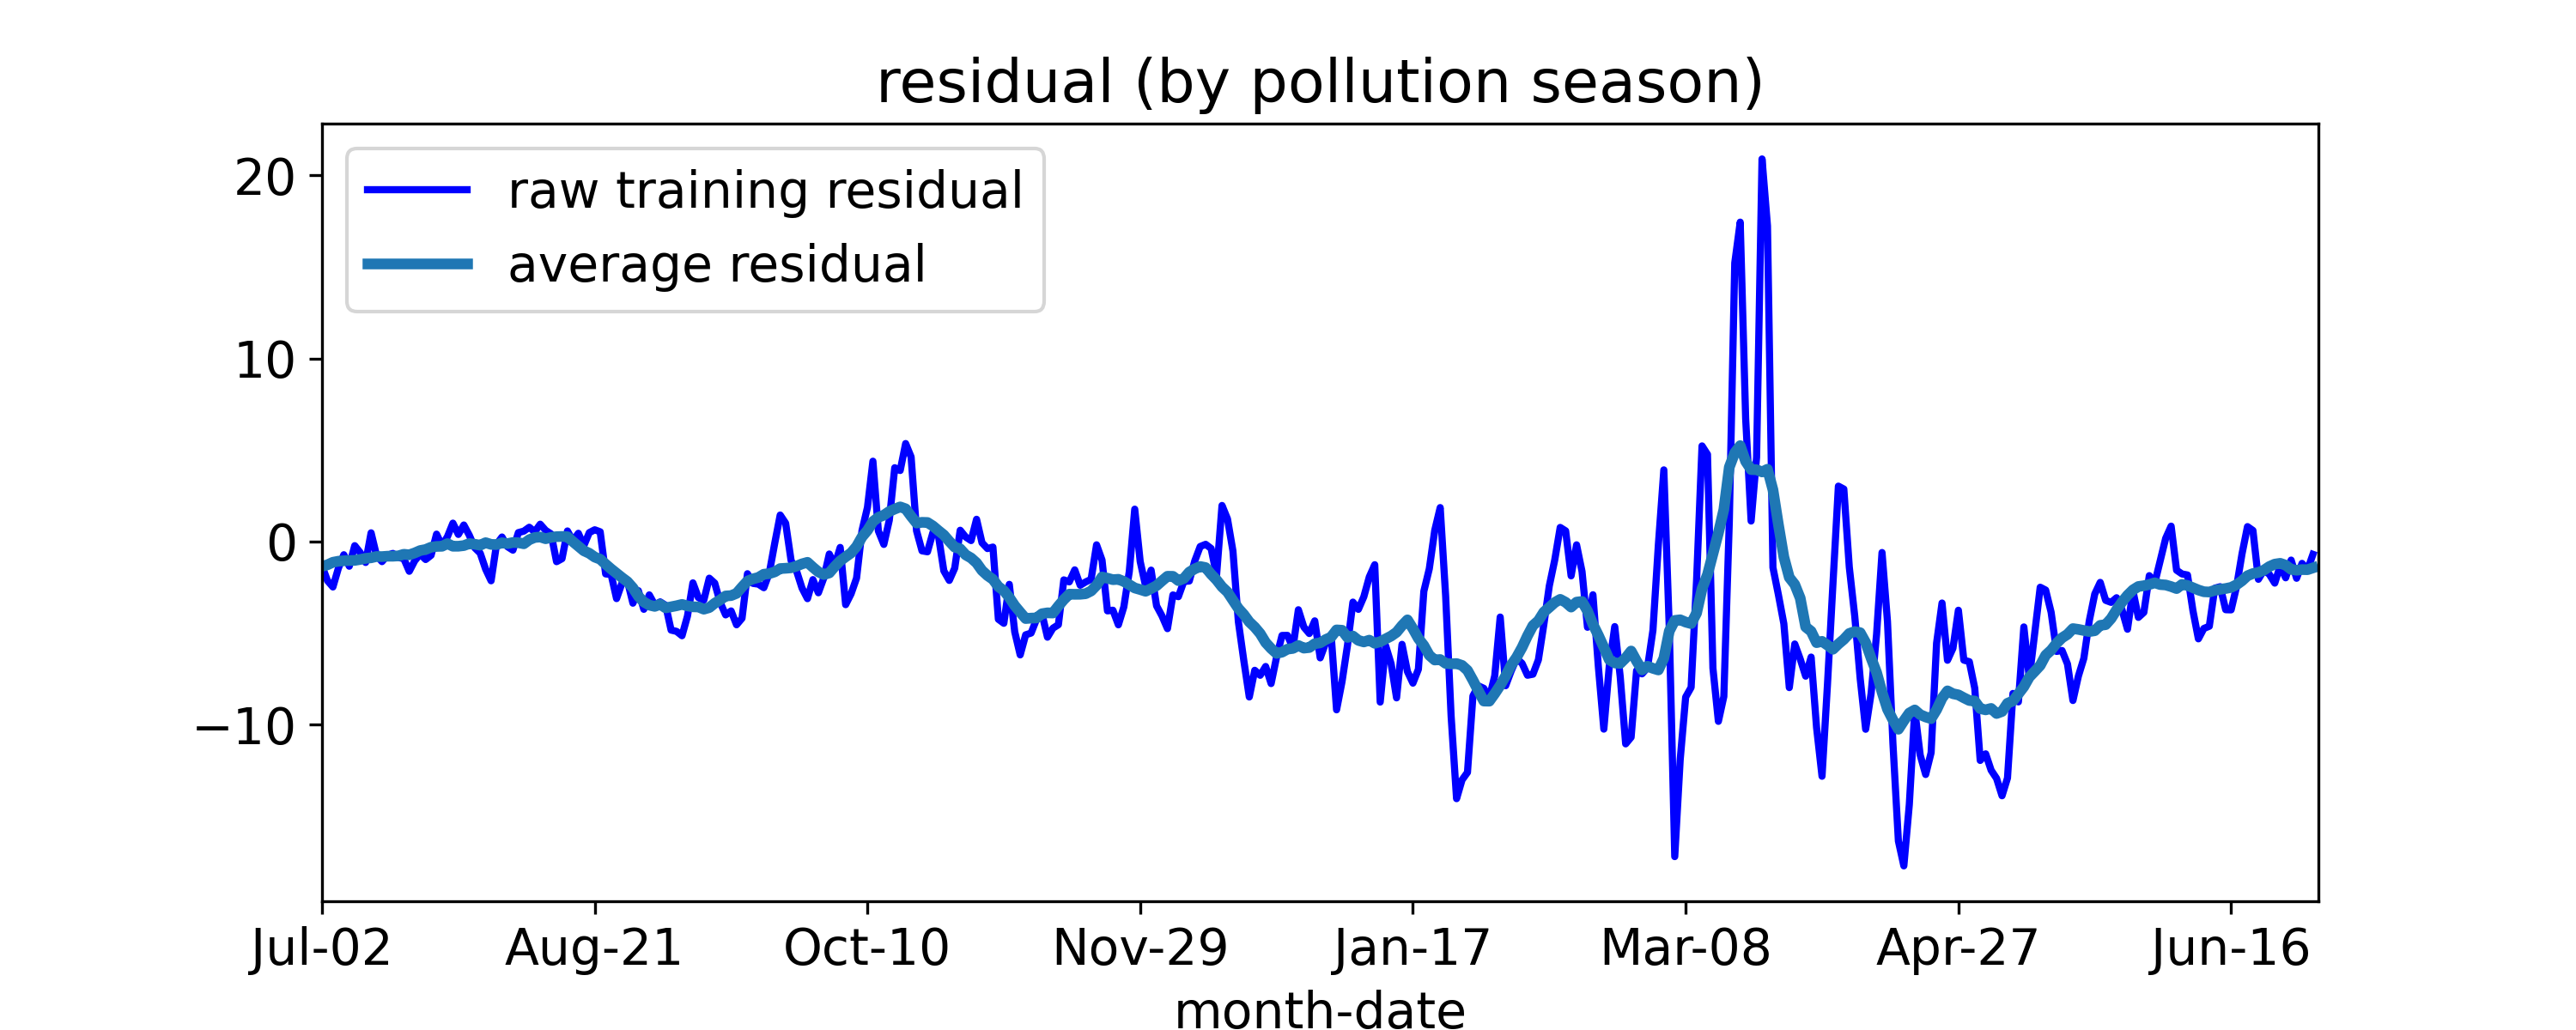 residual (by pollution season)
raw training residual
average residual
20
10
0
−10
Jul-02 Aug-21 Oct-10 Nov-29 Jan-17 Mar-08 Apr-27 Jun-16
month-date